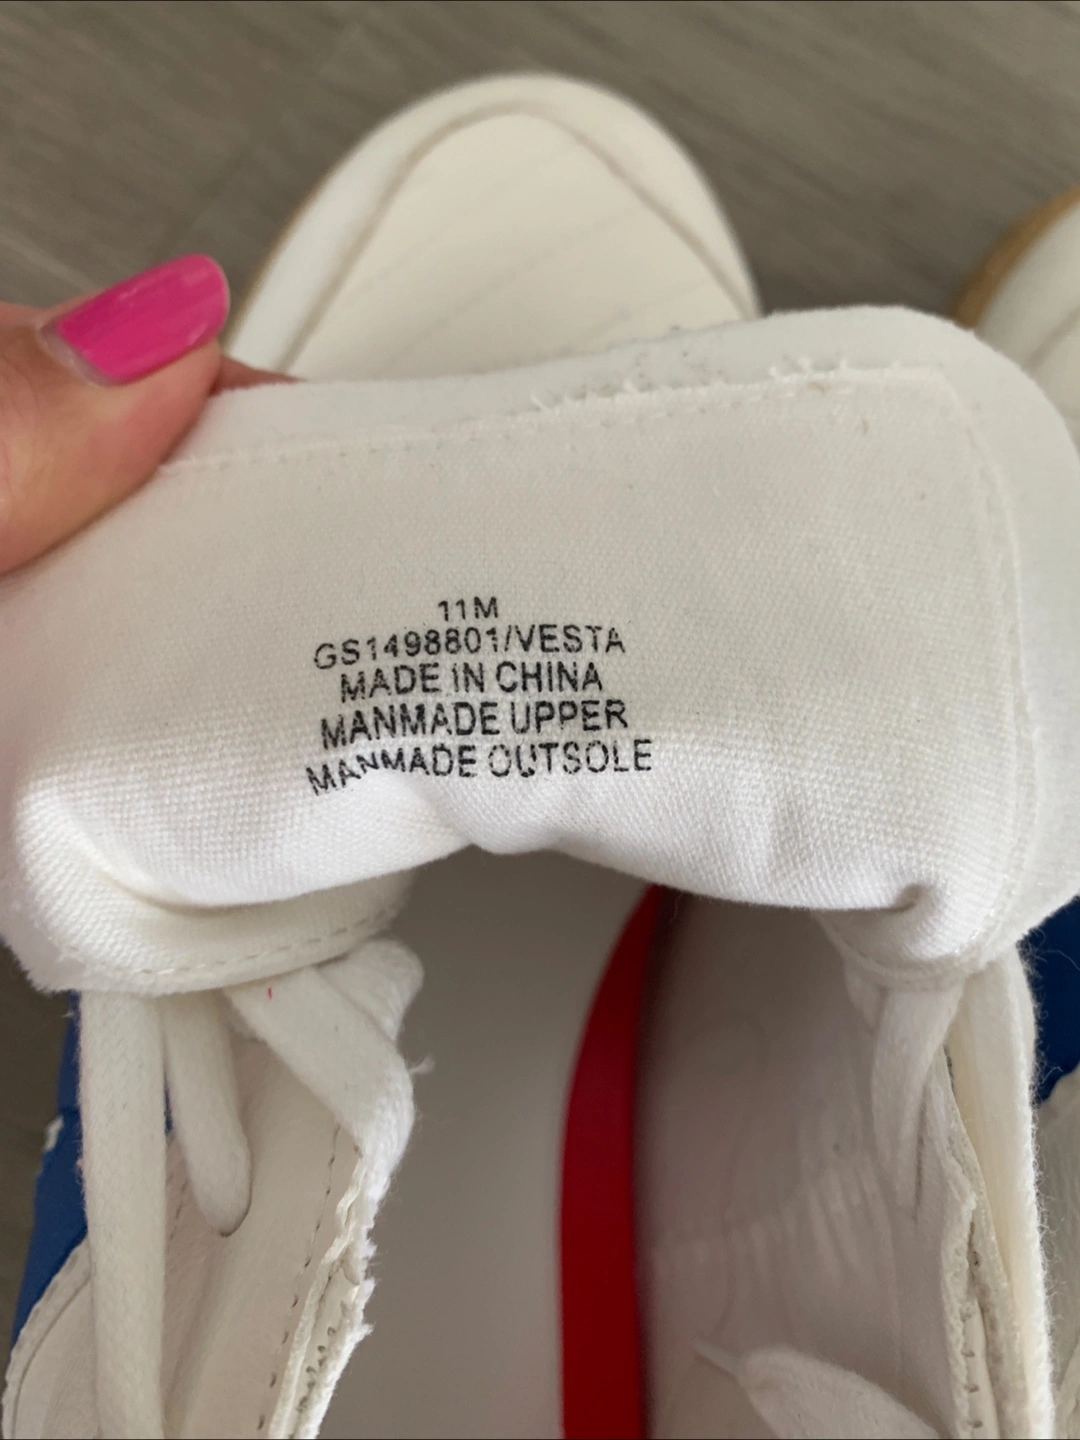 11M
GS1498801/VESTA
MADE IN CHINA
MANMADE UPPER
MANMADE OUTSOLE